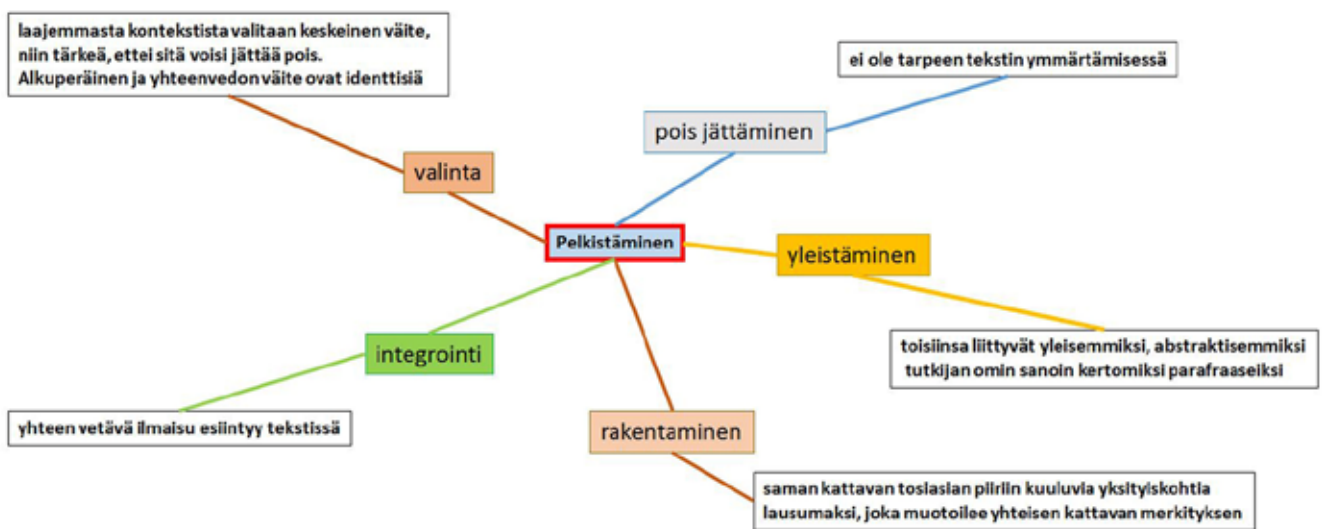 laajemmasta kontekstista valitaan keskeinen väite,
niin tärkeä, ettei sitä voisi jättää pois.
Alkuperäinen ja yhteenvedon väite ovat identtisiä
ei ole tarpeen tekstin ymmärtämisessä
pois jättäminen
valinta
Pelkistäminen
yleistäminen
integrointi
toisiinsa liittyvät yleisemmiksi, abstraktisemmiksi
tutkijan omin sanoin kertomiksi parafraaseiksi
yhteen vetävä ilmaisu esiintyy tekstissä
rakentaminen
saman kattavan tosiasian piiriin kuuluvia yksityiskohtia
lausumaksi, joka muotoilee yhteisen kattavan merkityksen